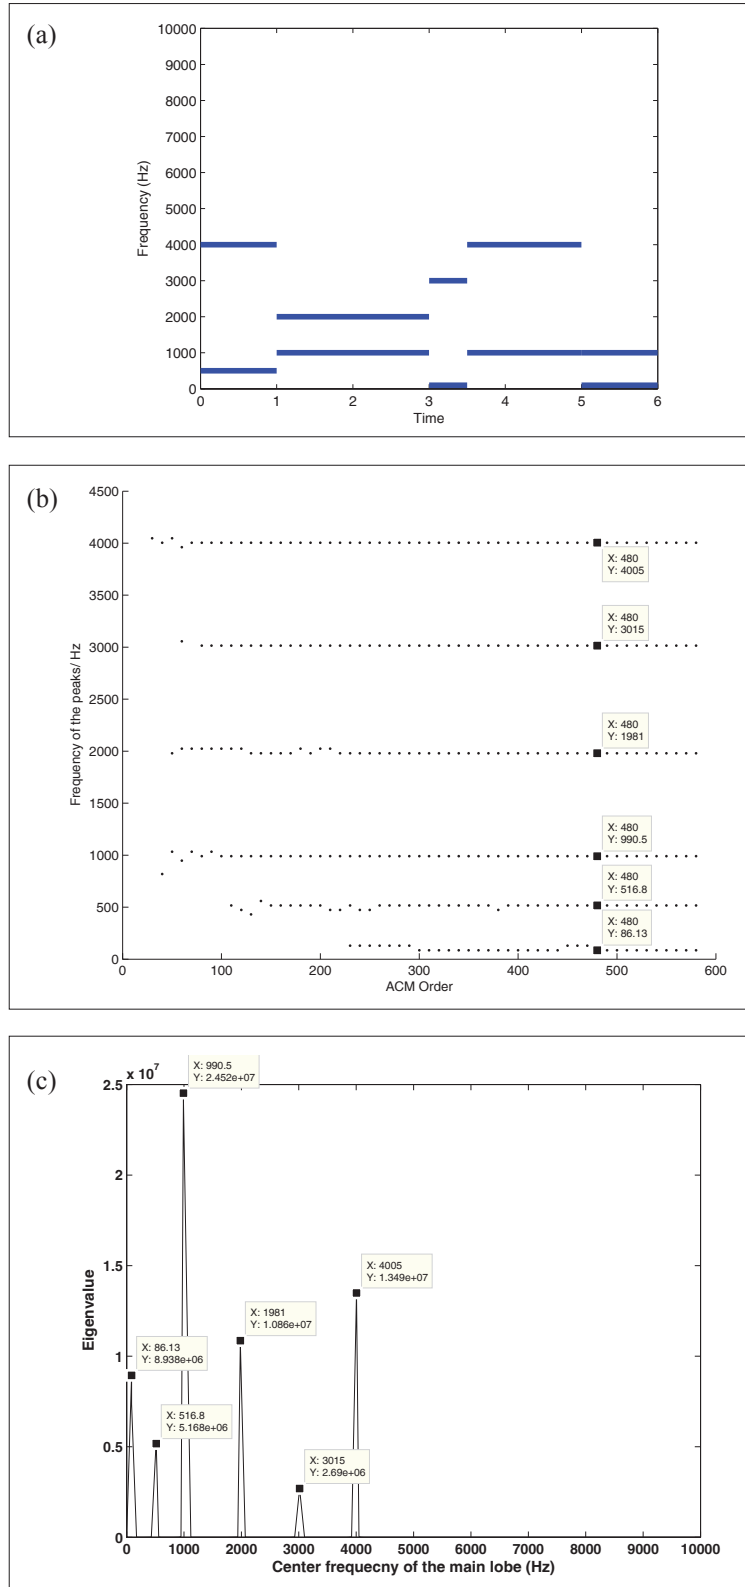 (a)
10000
9000
8000
7000
6000
5000
4000
3000
2000
1000
0
Frequency (Hz)
0 1 2 3 4 5 6
Time
(b)
4500
4000
3500
3000
2500
2000
1500
1000
500
0
Frequency of the peaks/ Hz
X: 480
Y: 4005
X: 480
Y: 3015
X: 480
Y: 1981
X: 480
Y: 990.5
X: 480
Y: 516.8
X: 480
Y: 86.13
0 100 200 300 400 500 600
ACM Order
(c)
x 10^7
2.5
2
1.5
1
0.5
0
Eigenvalue
X: 990.5
Y: 2.452e+07
X: 4005
Y: 1.349e+07
X: 1981
Y: 1.086e+07
X: 86.13
Y: 8.938e+06
X: 516.8
Y: 5.168e+06
X: 3015
Y: 2.69e+06
0 1000 2000 3000 4000 5000 6000 7000 8000 9000 10000
Center frequecny of the main lobe (Hz)